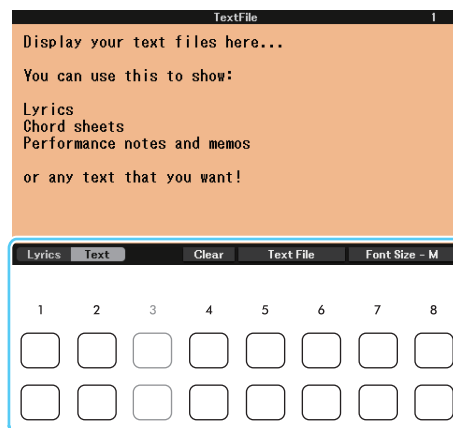 TextFile 1
Display your text files here...
You can use this to show:
Lyrics
Chord sheets
Performance notes and memos
or any text that you want!
Lyrics Text Clear Text File Font Size - M
1 2 3 4 5 6 7 8